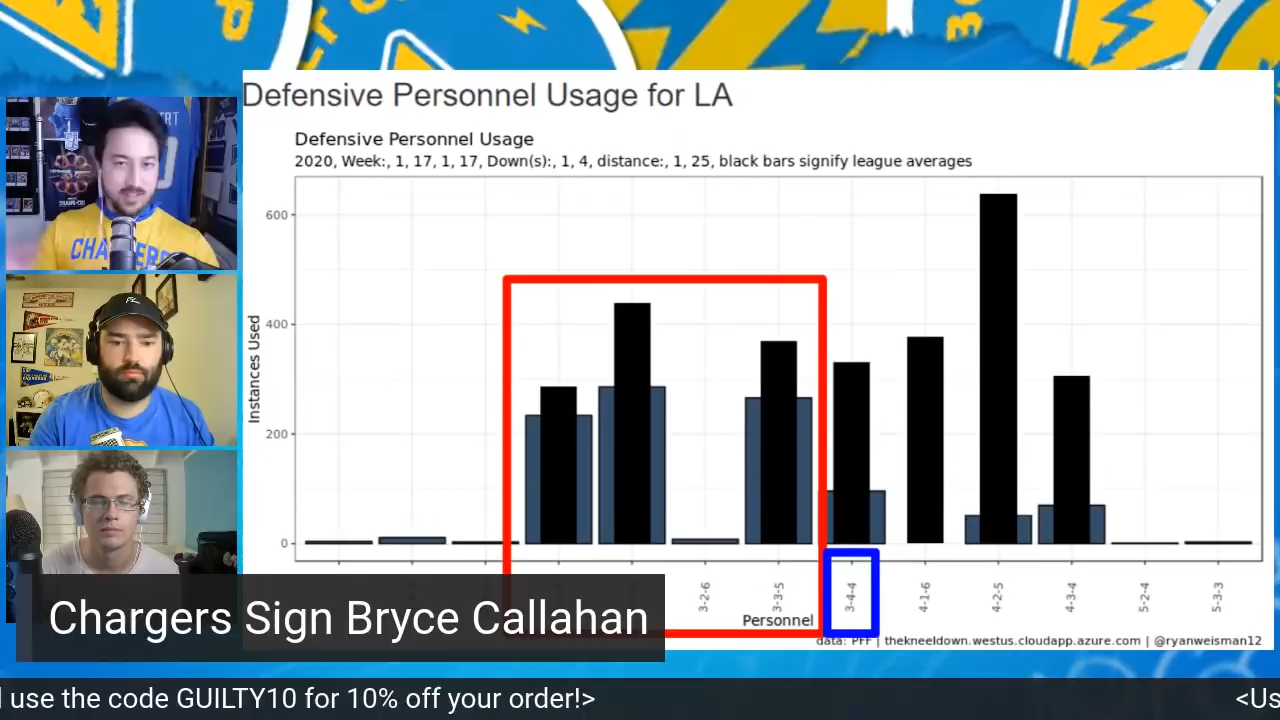 Defensive Personnel Usage for LA
Defensive Personnel Usage
2020, Week:, 1, 17, 1, 17, Down(s):, 1, 4, distance:, 1, 25, black bars signify league averages
Instances Used
600
400
200
0
3-2-6
3-3-5
3-4-4
4-1-6
4-2-5
4-3-4
5-2-4
5-3-3
Personnel
data: PFF | thekneeldown.westus.cloudapp.azure.com | @ryanweisman12
CHARGERS
Chargers Sign Bryce Callahan
use the code GUILTY10 for 10% off your order!>
<Us